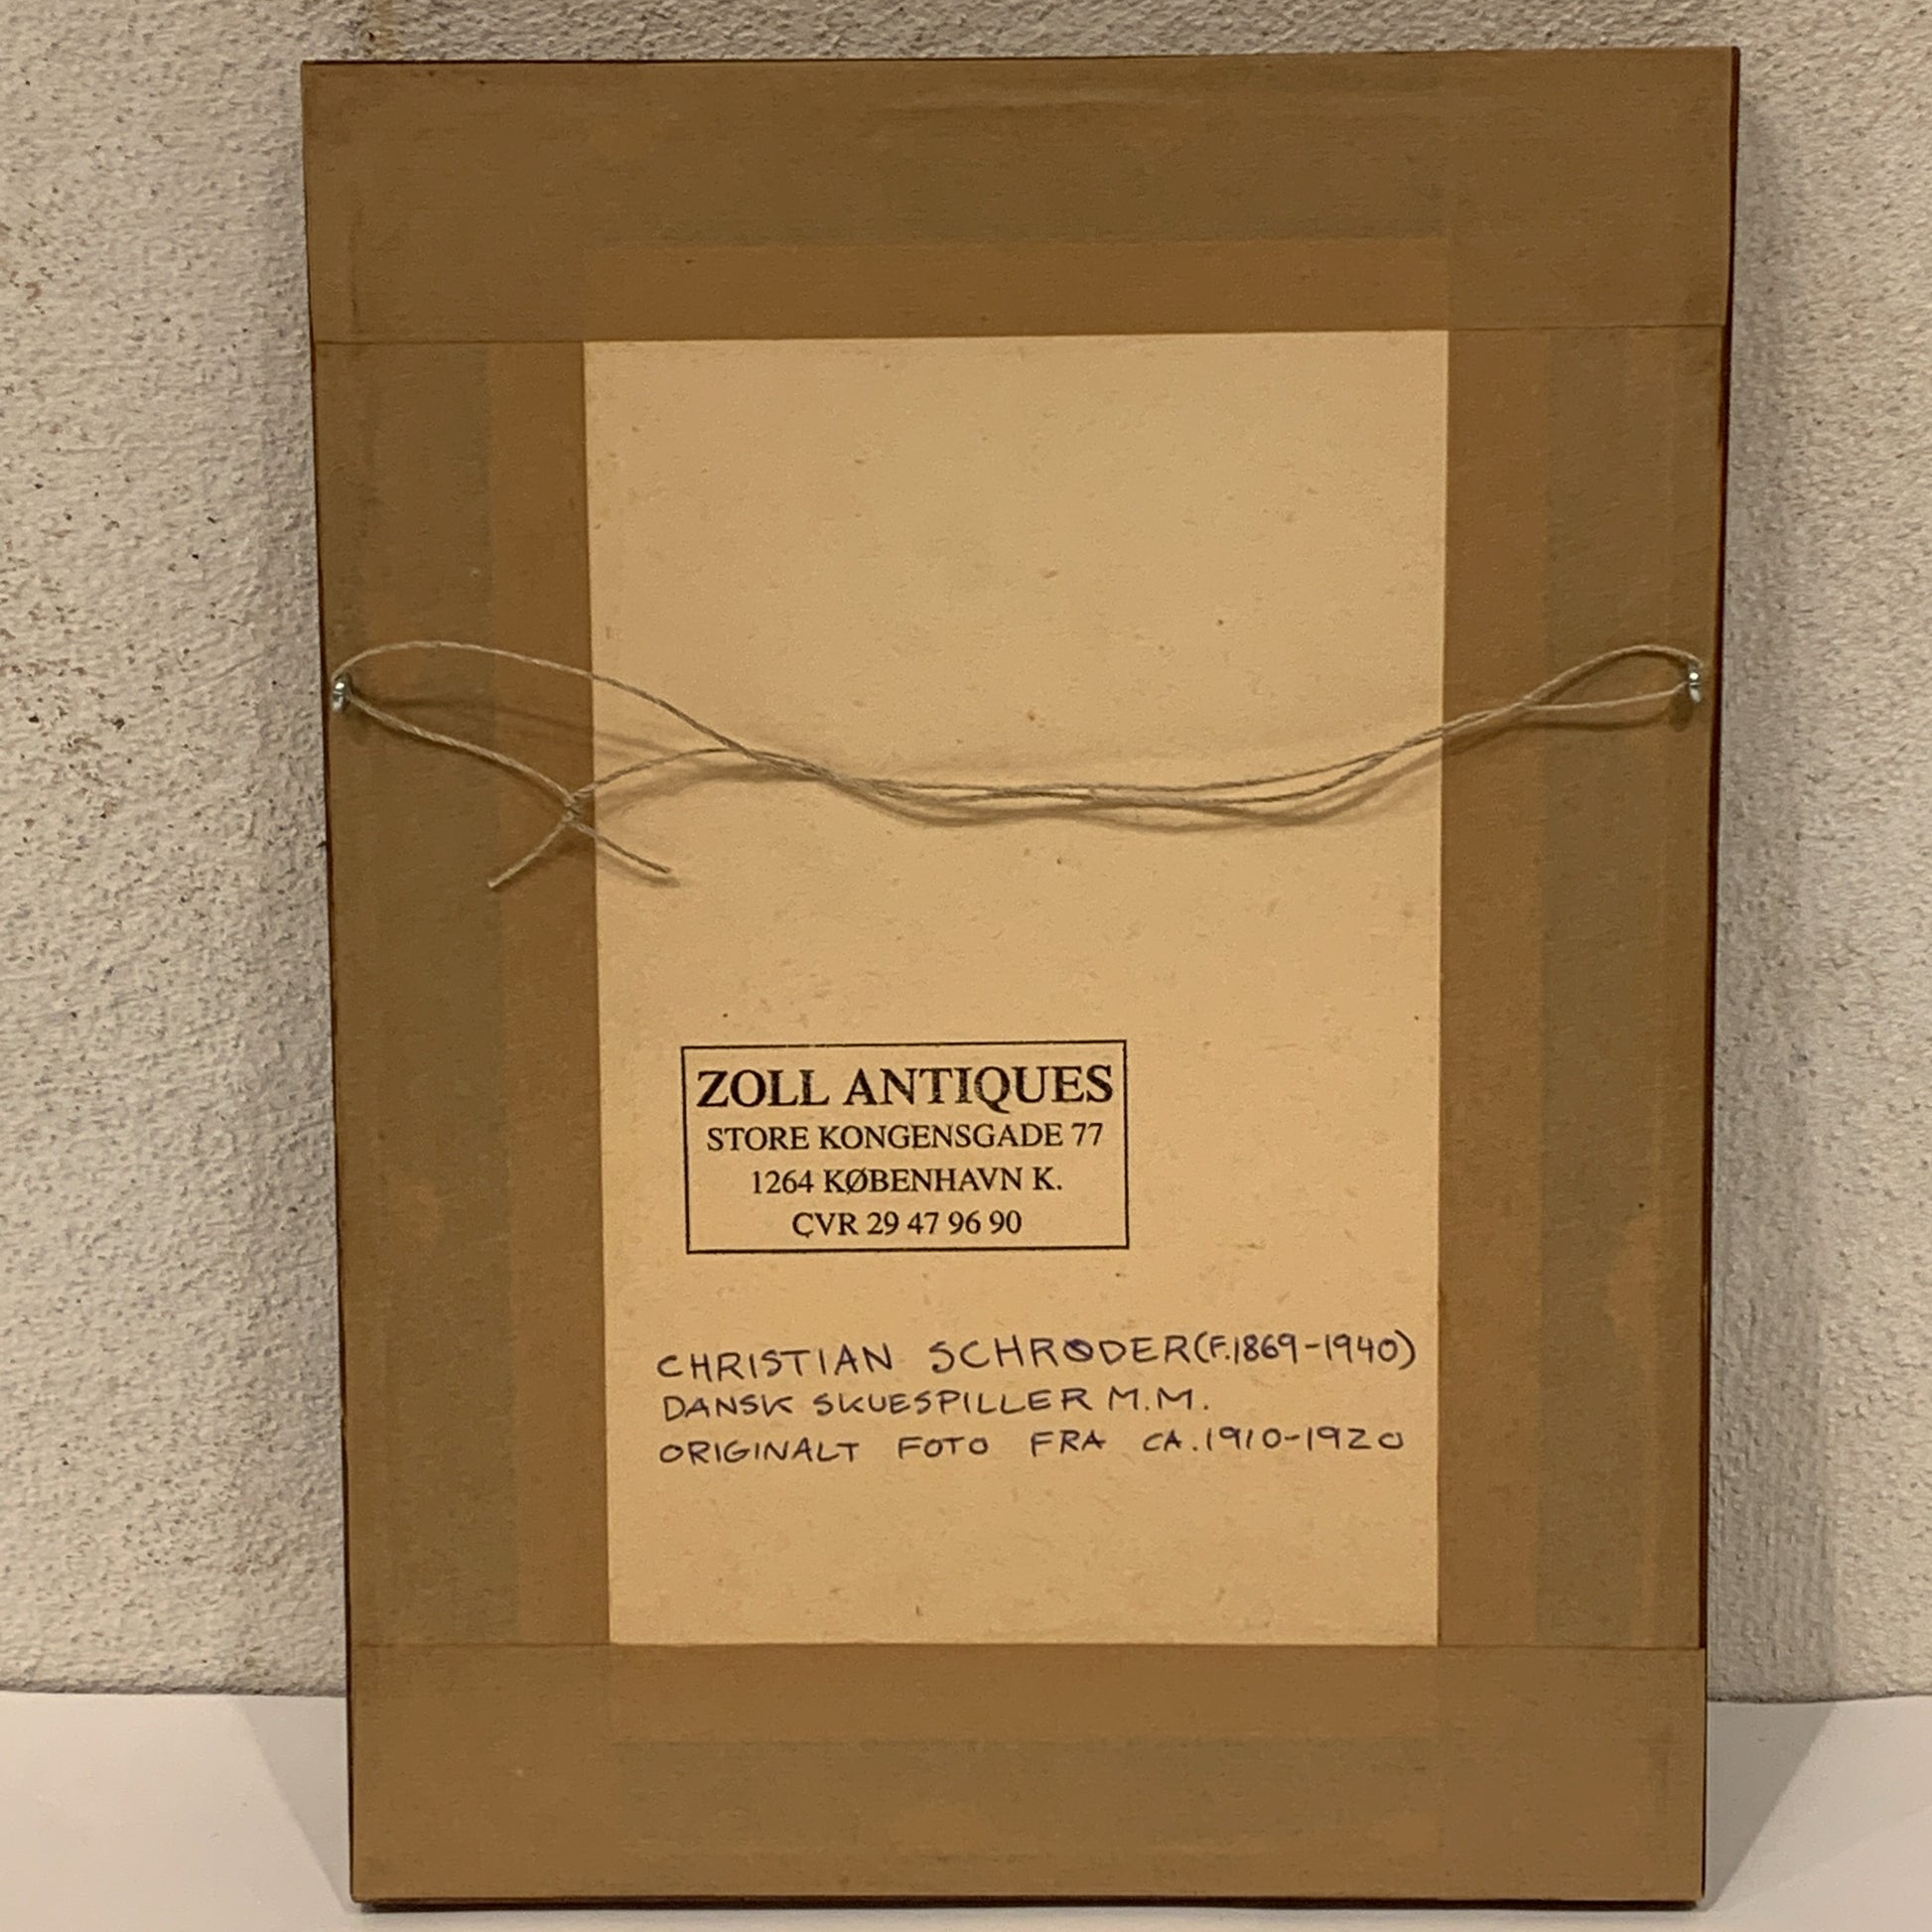 ZOLL ANTIQUES
STORE KONGENSGADE 77
1264 KØBENHAVN K.
CVR 29 47 96 90
CHRISTIAN SCHRØDER (F.1869-1940)
DANSK SKUESPILLER M.M.
ORIGINALT FOTO FRA CA.1910-1920